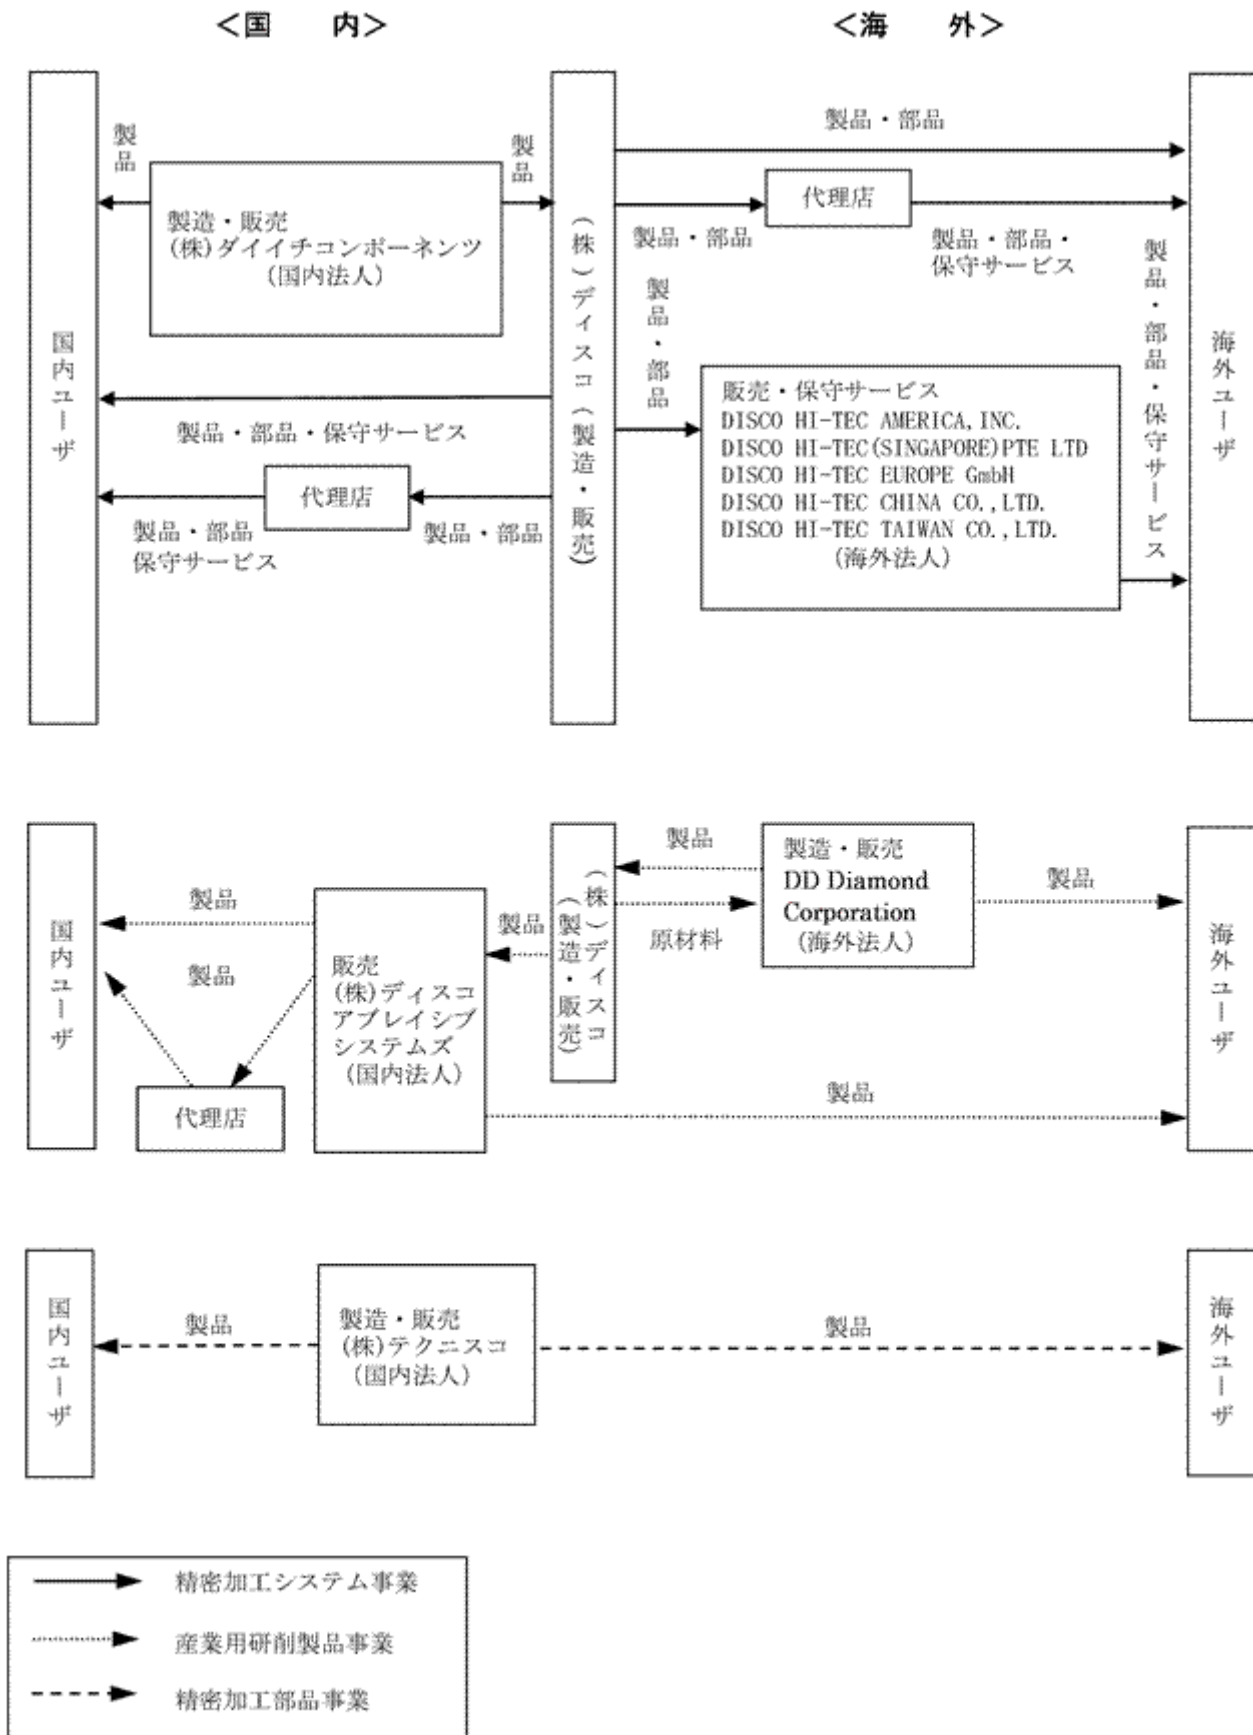 ＜国　　内＞
＜海　　外＞
国内ユーザ
製品
製造・販売
(株)ダイイチコンポーネンツ
(国内法人)
製品
製品・部品・保守サービス
代理店
製品・部品
保守サービス
製品・部品
(株)ディスコ(製造・販売)
製品・部品
代理店
製品・部品
製品・部品・
保守サービス
製品・部品
販売・保守サービス
DISCO HI-TEC AMERICA,INC.
DISCO HI-TEC(SINGAPORE)PTE LTD
DISCO HI-TEC EUROPE GmbH
DISCO HI-TEC CHINA CO.,LTD.
DISCO HI-TEC TAIWAN CO.,LTD.
(海外法人)
製品・部品・保守サービス
海外ユーザ
国内ユーザ
製品
製品
代理店
販売
(株)ディスコ
アブレイシブ
システムズ
(国内法人)
製品
(株)ディスコ
(製造・販売)
製品
原材料
製造・販売
DD Diamond
Corporation
(海外法人)
製品
製品
海外ユーザ
国内ユーザ
製品
製造・販売
(株)テクニスコ
(国内法人)
製品
海外ユーザ
精密加工システム事業
産業用研削製品事業
精密加工部品事業